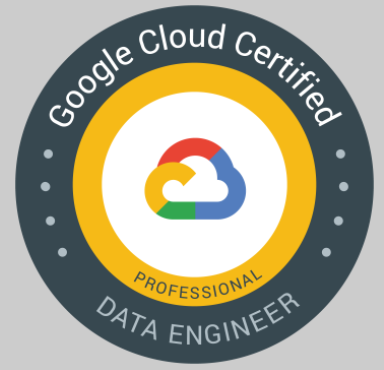 Google Cloud Certified
PROFESSIONAL
DATA ENGINEER